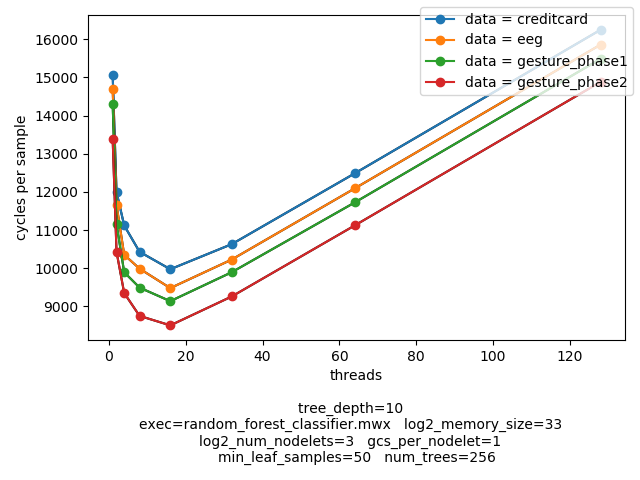 data = creditcard
data = eeg
data = gesture_phase1
data = gesture_phase2
16000
15000
14000
13000
12000
11000
10000
9000
cycles per sample
0 20 40 60 80 100 120
threads
tree_depth=10
exec=random_forest_classifier.mwx log2_memory_size=33
log2_num_nodelets=3 gcs_per_nodelet=1
min_leaf_samples=50 num_trees=256